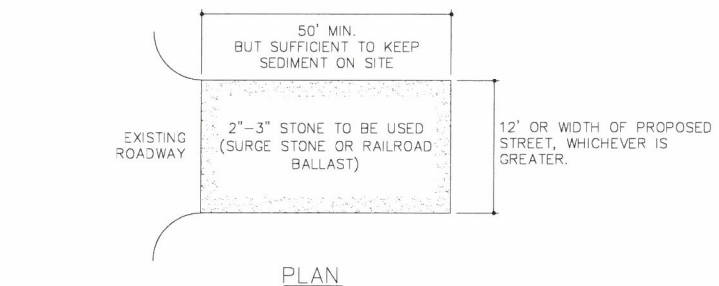 50' MIN.
BUT SUFFICIENT TO KEEP
SEDIMENT ON SITE
EXISTING
ROADWAY
2"-3" STONE TO BE USED
(SURGE STONE OR RAILROAD
BALLAST)
12' OR WIDTH OF PROPOSED
STREET, WHICHEVER IS
GREATER.
PLAN